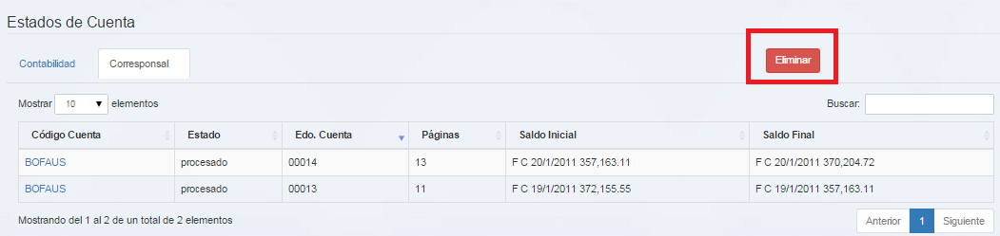 Estados de Cuenta
Contabilidad Corresponsal Eliminar
Mostrar 10 elementos Buscar:
Código Cuenta Estado Edo. Cuenta Páginas Saldo Inicial Saldo Final
BOFAUS procesado 00014 13 F C 20/1/2011 357,163.11 F C 20/1/2011 370,204.72
BOFAUS procesado 00013 11 F C 19/1/2011 372,155.55 F C 19/1/2011 357,163.11
Mostrando del 1 al 2 de un total de 2 elementos Anterior 1 Siguiente